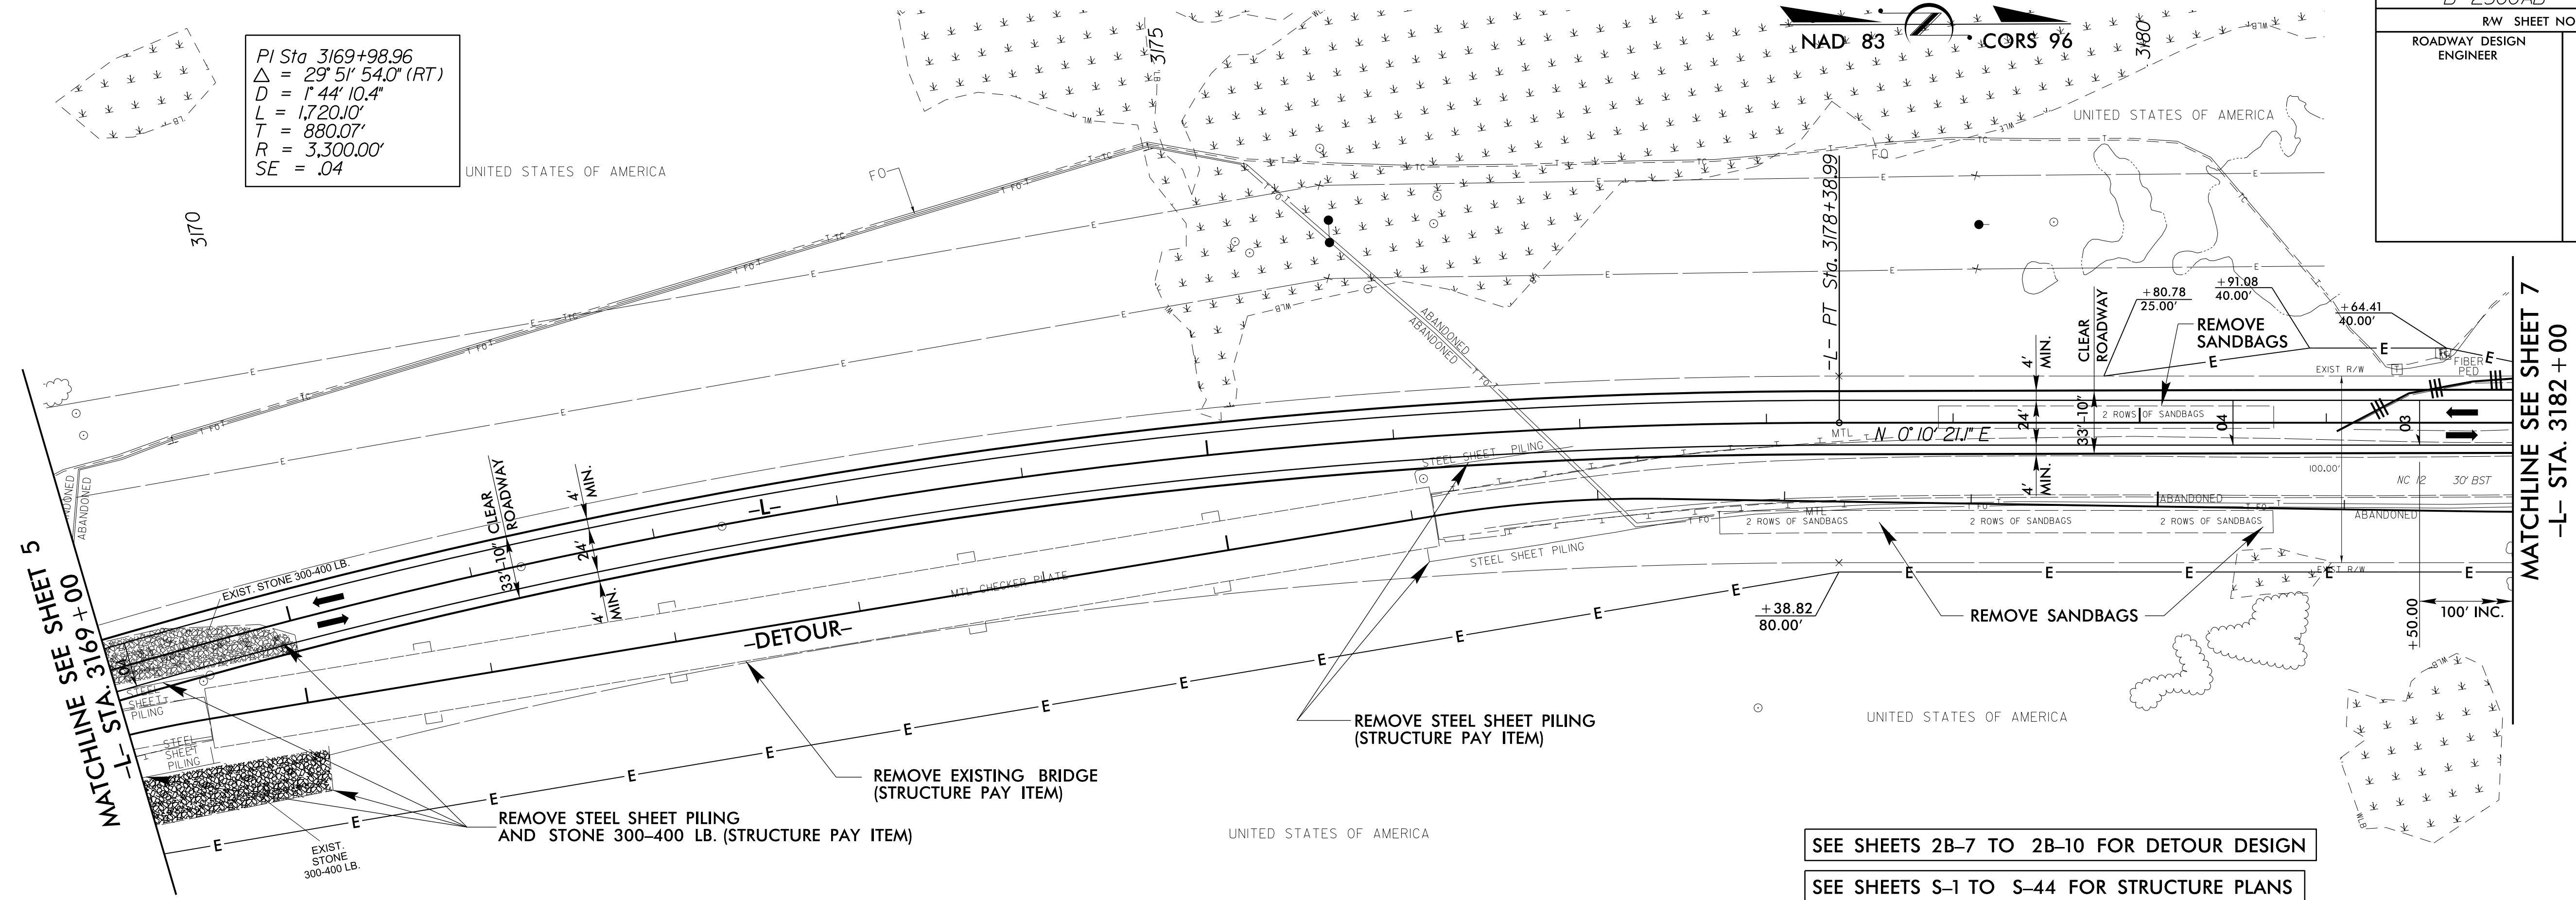 PI Sta 3169+98.96
△ = 29° 51' 54.0" (RT)
D = 1° 44' 10.4"
L = 1,720.10'
T = 880.07'
R = 3,300.00'
SE = .04
UNITED STATES OF AMERICA
3170
3175
3180
NAD 83
CORS 96
R/W SHEET NO
ROADWAY DESIGN
ENGINEER
UNITED STATES OF AMERICA
FO
FO
-L- PT Sta. 3178+38.99
ABANDONED
ABANDONED
4'
MIN.
24'
4'
MIN.
CLEAR
ROADWAY
33'-10"
+80.78
25.00'
+91.08
40.00'
+64.41
40.00'
REMOVE
SANDBAGS
EXIST R/W
FIBER
PED
2 ROWS OF SANDBAGS
04
03
N 0° 10' 21.1" E
MTL
100.00'
NC 12
30' BST
ABANDONED
ABANDONED
MATCHLINE SEE SHEET 7
-L- STA. 3182+00
MATCHLINE SEE SHEET 5
-L- STA. 3169+00
ABANDONED
EXIST. STONE 300-400 LB.
33'-10" CLEAR
ROADWAY
4'
MIN.
24'
4'
MIN.
-L-
STEEL SHEET PILING
MTL CHECKER PLATE
STEEL SHEET PILING
MTL
2 ROWS OF SANDBAGS
2 ROWS OF SANDBAGS
2 ROWS OF SANDBAGS
EXIST R/W
-DETOUR-
STEEL
SHEET
PILING
STEEL
SHEET
PILING
+38.82
80.00'
REMOVE SANDBAGS
+50.00
100' INC.
UNITED STATES OF AMERICA
REMOVE STEEL SHEET PILING
(STRUCTURE PAY ITEM)
REMOVE EXISTING BRIDGE
(STRUCTURE PAY ITEM)
REMOVE STEEL SHEET PILING
AND STONE 300-400 LB. (STRUCTURE PAY ITEM)
EXIST.
STONE
300-400 LB.
UNITED STATES OF AMERICA
SEE SHEETS 2B-7 TO 2B-10 FOR DETOUR DESIGN
SEE SHEETS S-1 TO S-44 FOR STRUCTURE PLANS